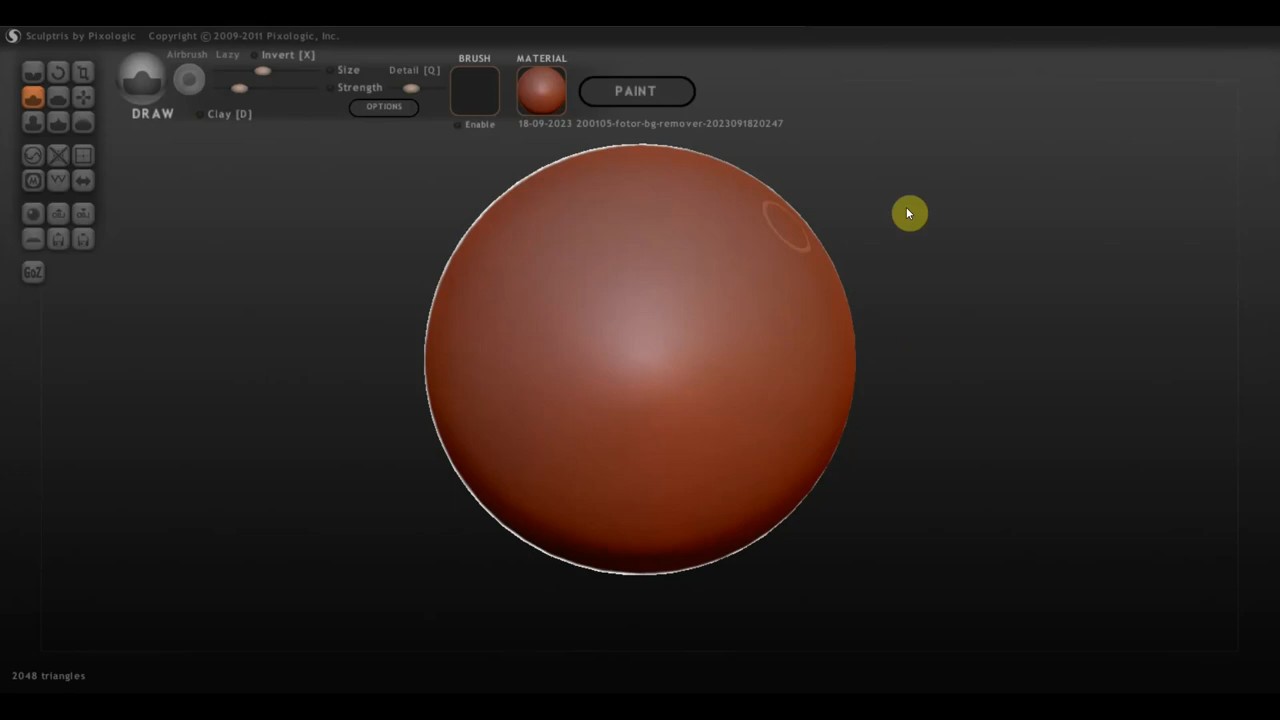 Sculptris by Pixologic Copyright © 2009-2011 Pixologic, Inc.
Airbrush Lazy Invert [X]
Size Detail [Q]
Strength
OPTIONS
DRAW Clay [D]
BRUSH
Enable
MATERIAL
PAINT
18-09-2023 200105-fotor-bg-remover-2023091820247
GoZ
2048 triangles